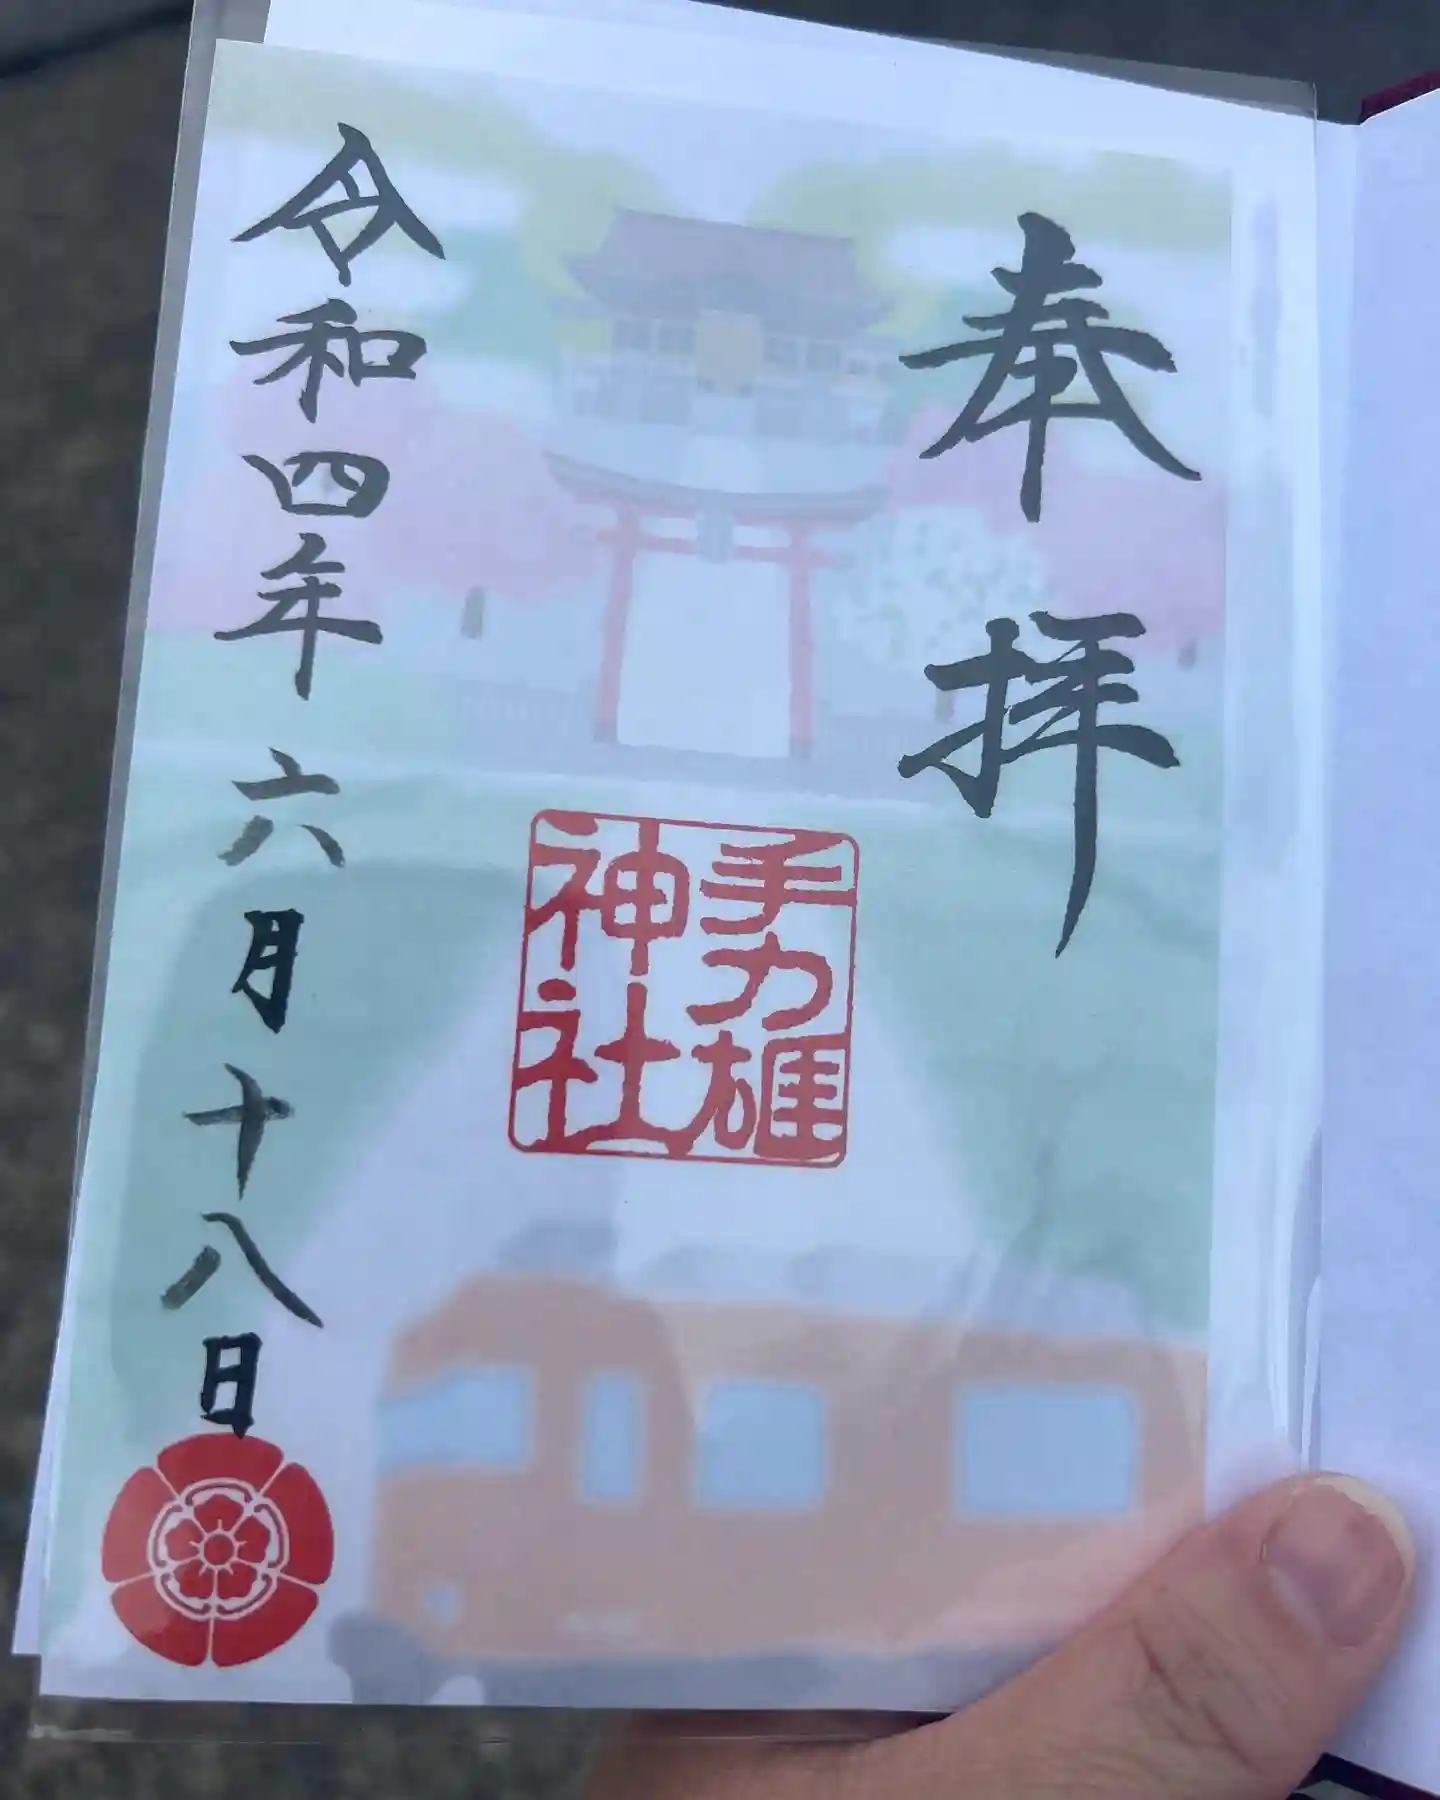 奉拝
手力雄
神社
令和四年六月十八日